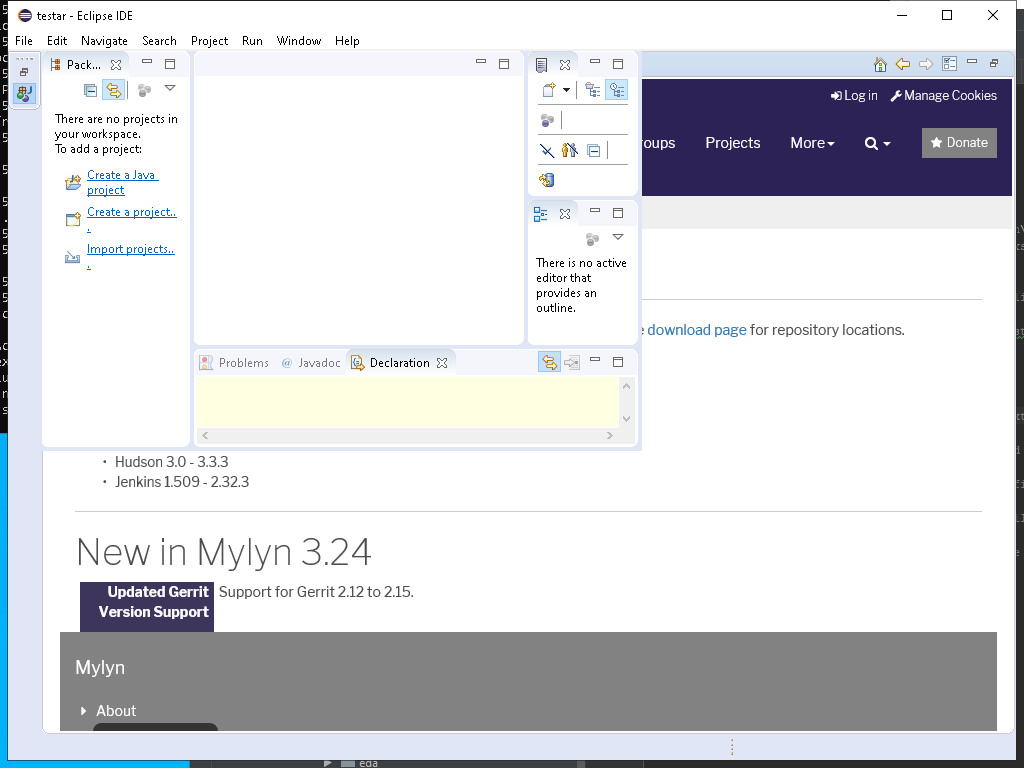 testar - Eclipse IDE
File Edit Navigate Search Project Run Window Help
Pack...
There are no projects in
your workspace.
To add a project:
Create a Java
project
Create a project..
.
Import projects..
.
There is no active
editor that
provides an
outline.
Problems @ Javadoc Declaration
Log in Manage Cookies
Projects More Donate
download page for repository locations.
• Hudson 3.0 - 3.3.3
• Jenkins 1.509 - 2.32.3
New in Mylyn 3.24
Updated Gerrit Support for Gerrit 2.12 to 2.15.
Version Support
Mylyn
About
eda